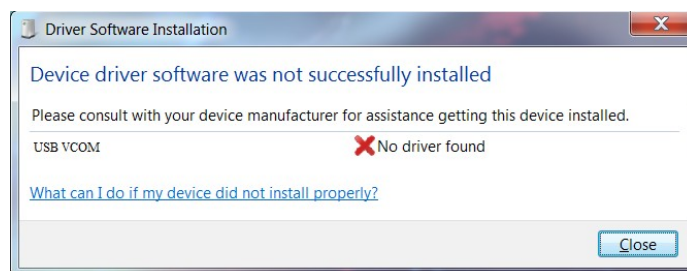 Driver Software Installation
Device driver software was not successfully installed
Please consult with your device manufacturer for assistance getting this device installed.
USB VCOM No driver found
What can I do if my device did not install properly?
Close